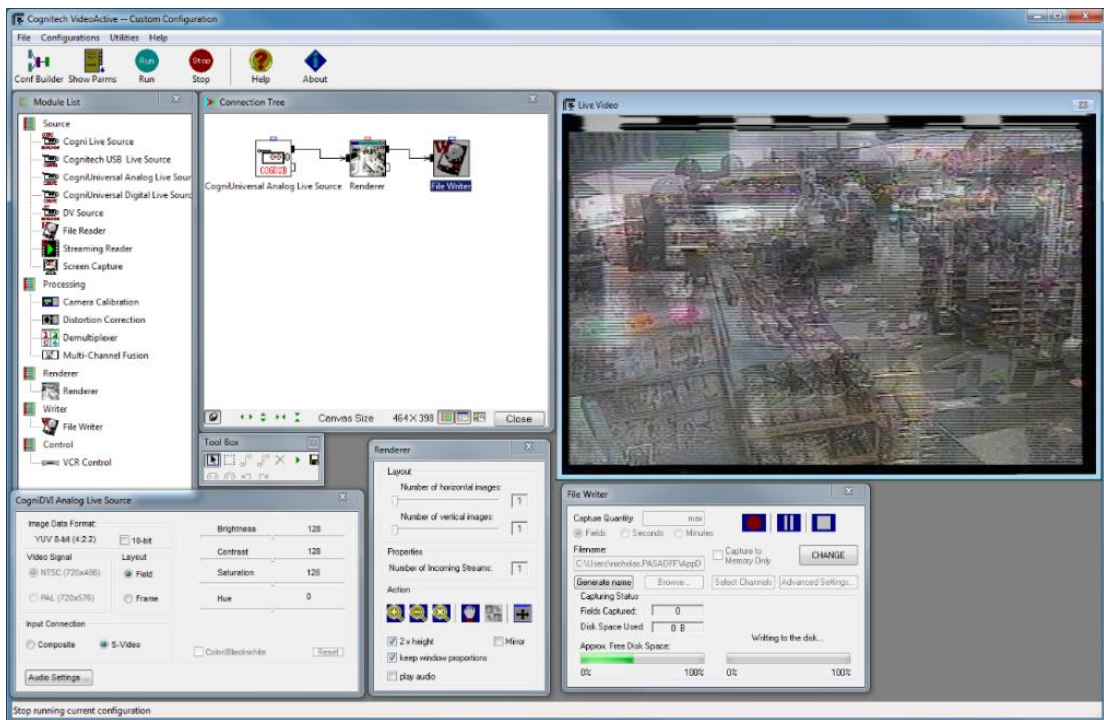 Cognitech VideoActive -- Custom Configuration
File Configurations Utilities Help
Conf Builder Show Parms Run Stop Help About
Module List
Source
Cogni Live Source
Cognitech USB Live Source
CogniUniversal Analog Live Sour
CogniUniversal Digital Live Sourc
DV Source
File Reader
Streaming Reader
Screen Capture
Processing
Camera Calibration
Distortion Correction
Demultiplexer
Multi-Channel Fusion
Renderer
Renderer
Writer
File Writer
Control
VCR Control
Connection Tree
CogniUniversal Analog Live Source Renderer File Writer
Canvas Size 464×398 Close
Live Video
Tool Box
CogniDVI Analog Live Source
Image Data Format:
YUV 8-bit (4:2:2) 10-bit
Video Signal
NTSC (720x486)
PAL (720x576)
Layout
Field
Frame
Input Connection
Composite S-Video
Audio Settings ...
Brightness 128
Contrast 128
Saturation 128
Hue 0
Color/Blackwhite Reset
Renderer
Layout
Number of horizontal images: 1
Number of vertical images: 1
Properties
Number of Incoming Streams: 1
Action
2 x height Mirror
keep window proportions
play audio
File Writer
Capture Quantity: max
Fields Seconds Minutes
Filename:
C:\Users\nicholas.PASADFF\AppD
Capture to
Memory Only
CHANGE
Generate name Browse... Select Channels Advanced Settings...
Capturing Status
Fields Captured: 0
Disk Space Used: 0 B
Approx. Free Disk Space:
0% 100%
Writting to the disk...
0% 100%
Stop running current configuration